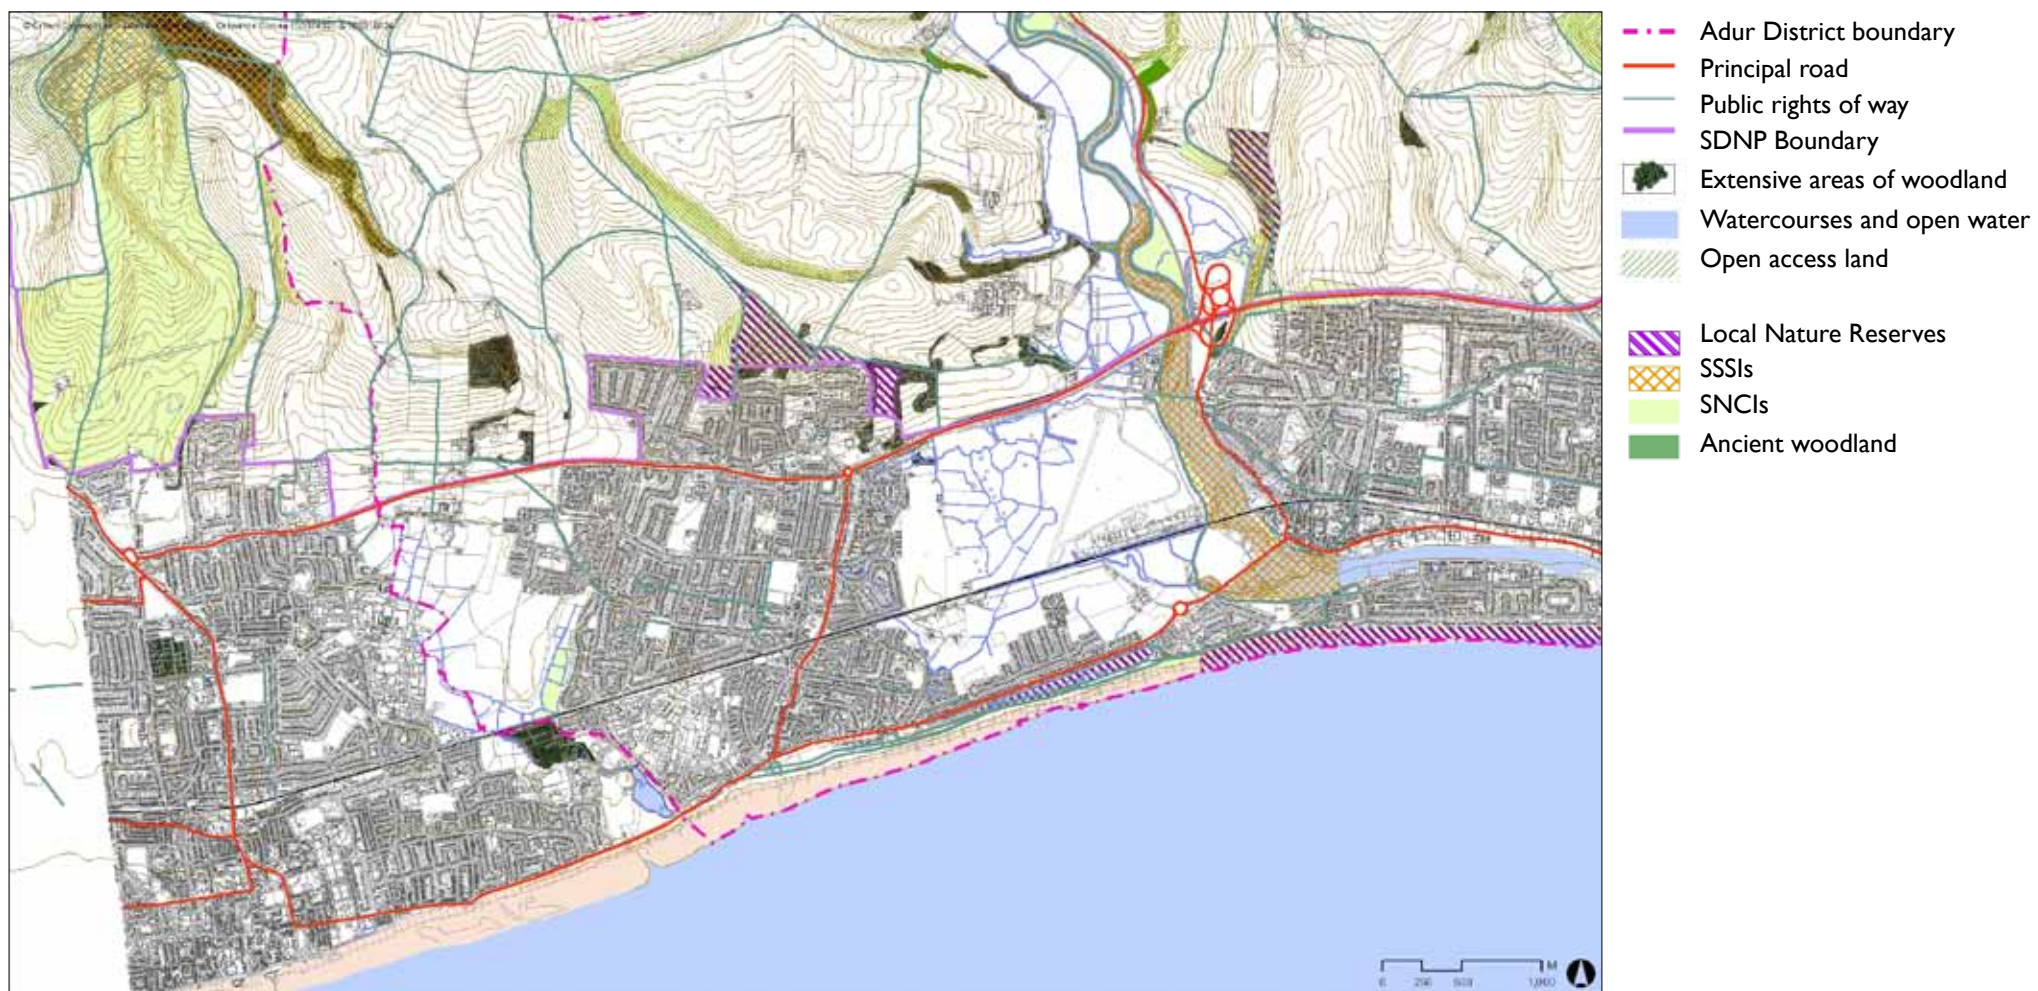 Adur District boundary
Principal road
Public rights of way
SDNP Boundary
Extensive areas of woodland
Watercourses and open water
Open access land
Local Nature Reserves
SSSIs
SNCIs
Ancient woodland
M
0